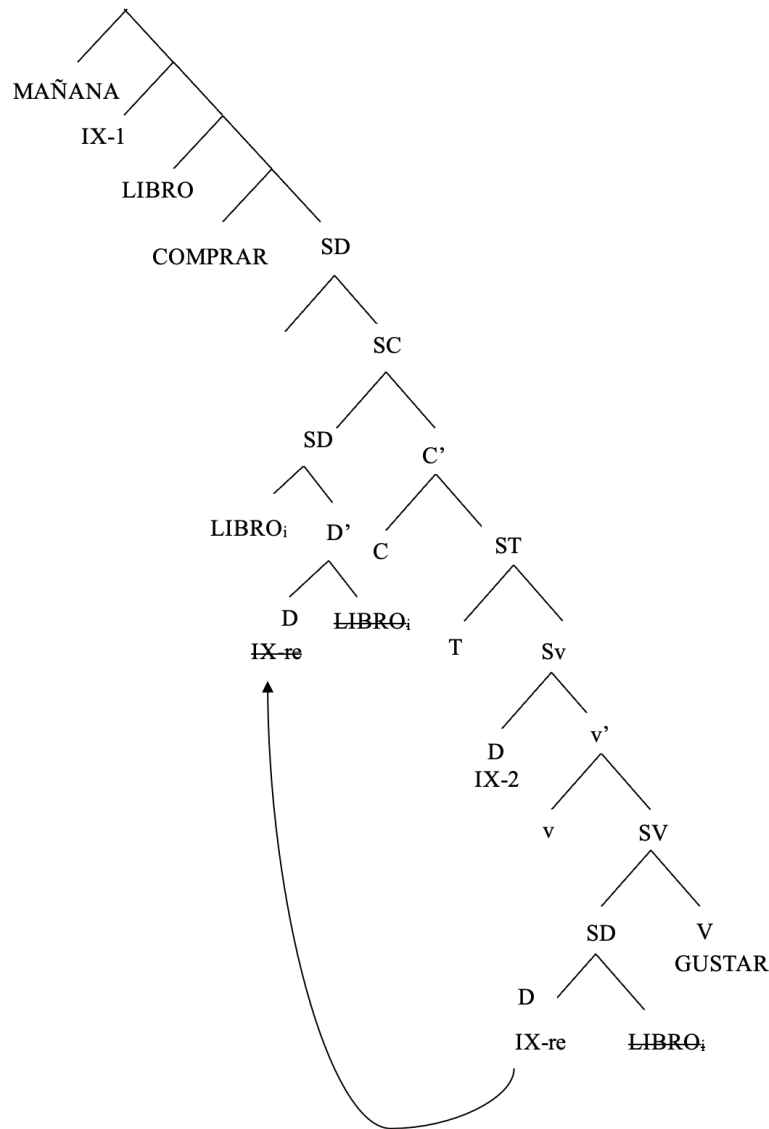 MAÑANA
IX-1
LIBRO
COMPRAR
SD
SC
SD
C’
LIBROᵢ
D’
C
ST
D
LIBROᵢ
IX-re
T
Sv
D
IX-2
v’
v
SV
SD
V
GUSTAR
D
IX-re
LIBROᵢ